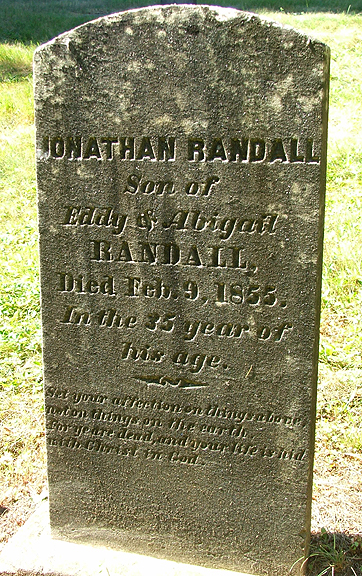 JONATHAN RANDALL
Son of
Eddy & Abigail
RANDALL,
Died Feb. 9, 1855.
In the 35 year of
his age.
Set your affection on things above,
not on things on the earth
For ye are dead, and your life is hid
with Christ in God.